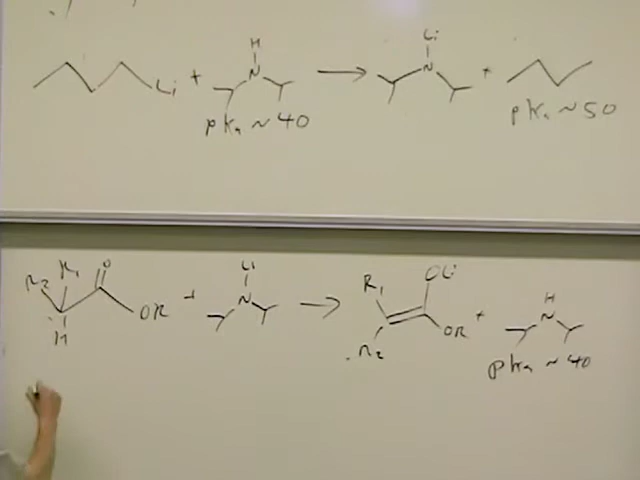 H Li
Li + N → N +
pKa ~ 40 pKa ~ 50
R2 R1 O Li R1 OLi H
OR + N → OR + N
H R2 pKa ~ 40